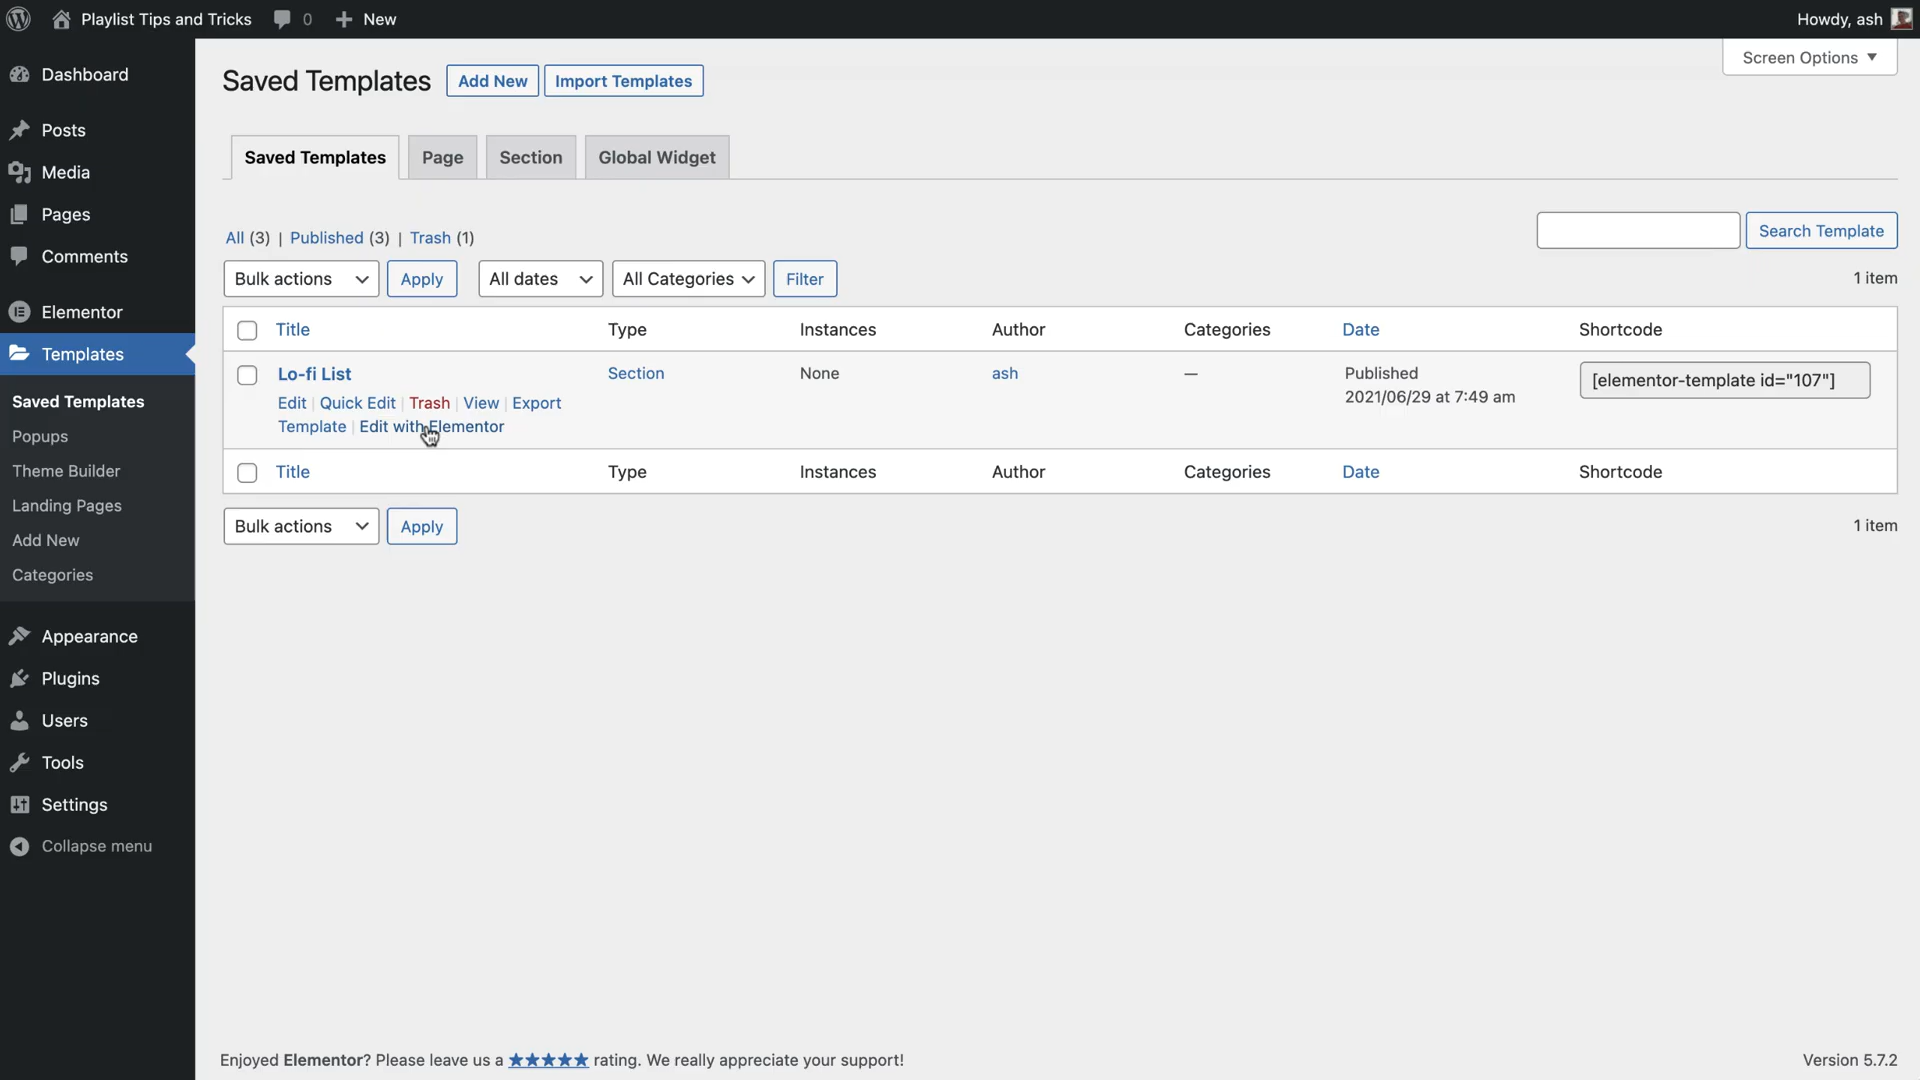 Playlist Tips and Tricks 0 New Howdy, ash
Screen Options ▼
Dashboard
Posts
Media
Pages
Comments
Elementor
Templates
Saved Templates
Popups
Theme Builder
Landing Pages
Add New
Categories
Appearance
Plugins
Users
Tools
Settings
Collapse menu
Saved Templates Add New Import Templates
Saved Templates Page Section Global Widget
All (3) | Published (3) | Trash (1)
Search Template
Bulk actions Apply All dates All Categories Filter 1 item
Title Type Instances Author Categories Date Shortcode
Lo-fi List Section None ash — Published [elementor-template id="107"]
2021/06/29 at 7:49 am
Edit | Quick Edit | Trash | View | Export
Template | Edit with Elementor
Title Type Instances Author Categories Date Shortcode
Bulk actions Apply 1 item
Enjoyed Elementor? Please leave us a ★★★★★ rating. We really appreciate your support! Version 5.7.2